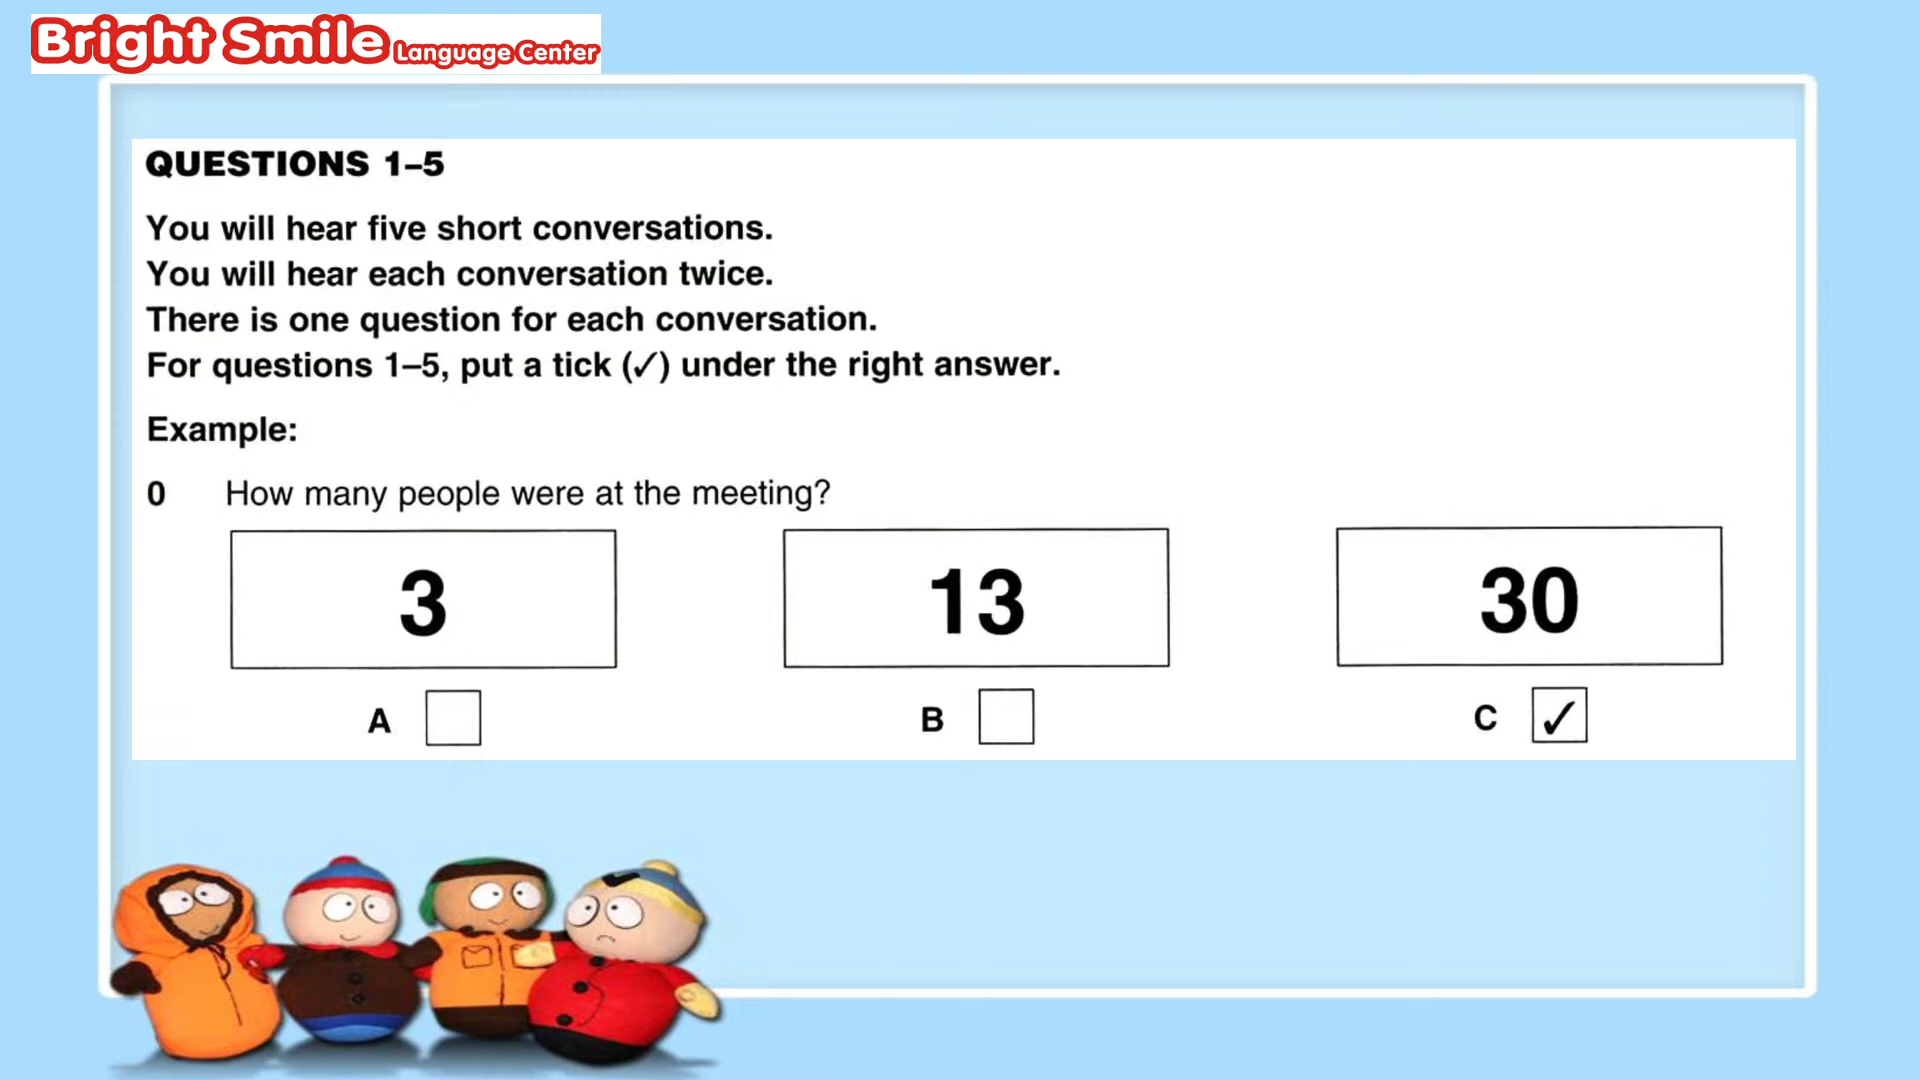 Bright Smile Language Center
QUESTIONS 1–5
You will hear five short conversations.
You will hear each conversation twice.
There is one question for each conversation.
For questions 1–5, put a tick (✓) under the right answer.
Example:
0 How many people were at the meeting?
3 13 30
A B C ✓